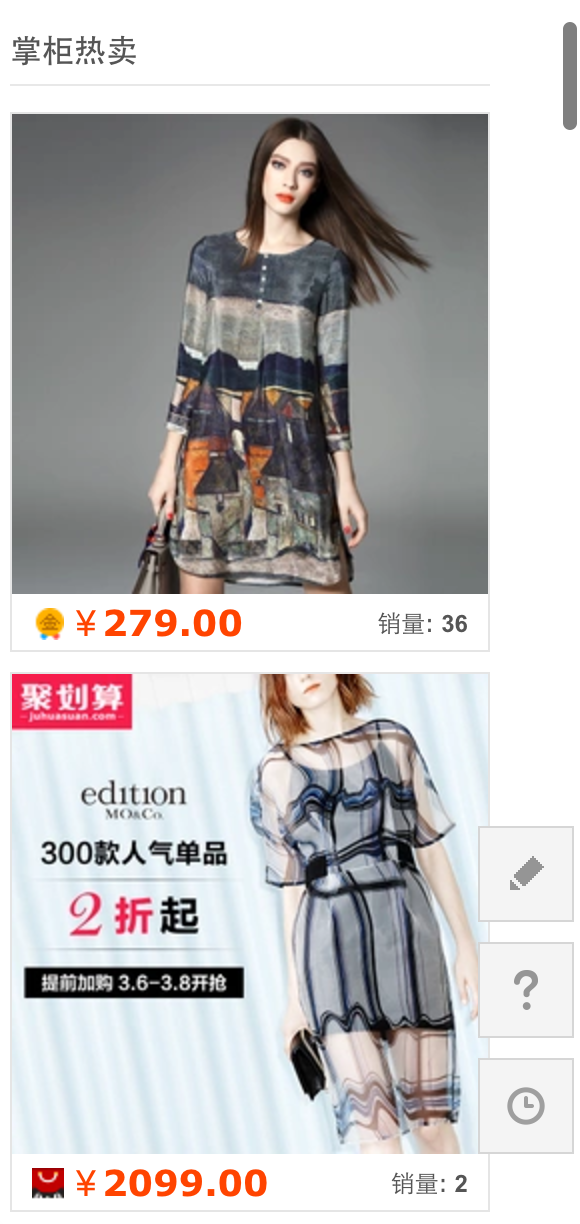 掌柜热卖
金
¥279.00 销量: 36
聚划算
juhuasuan.com
edition
MO&Co.
300款人气单品
2折起
提前加购 3.6-3.8开抢
?
¥2099.00 销量: 2